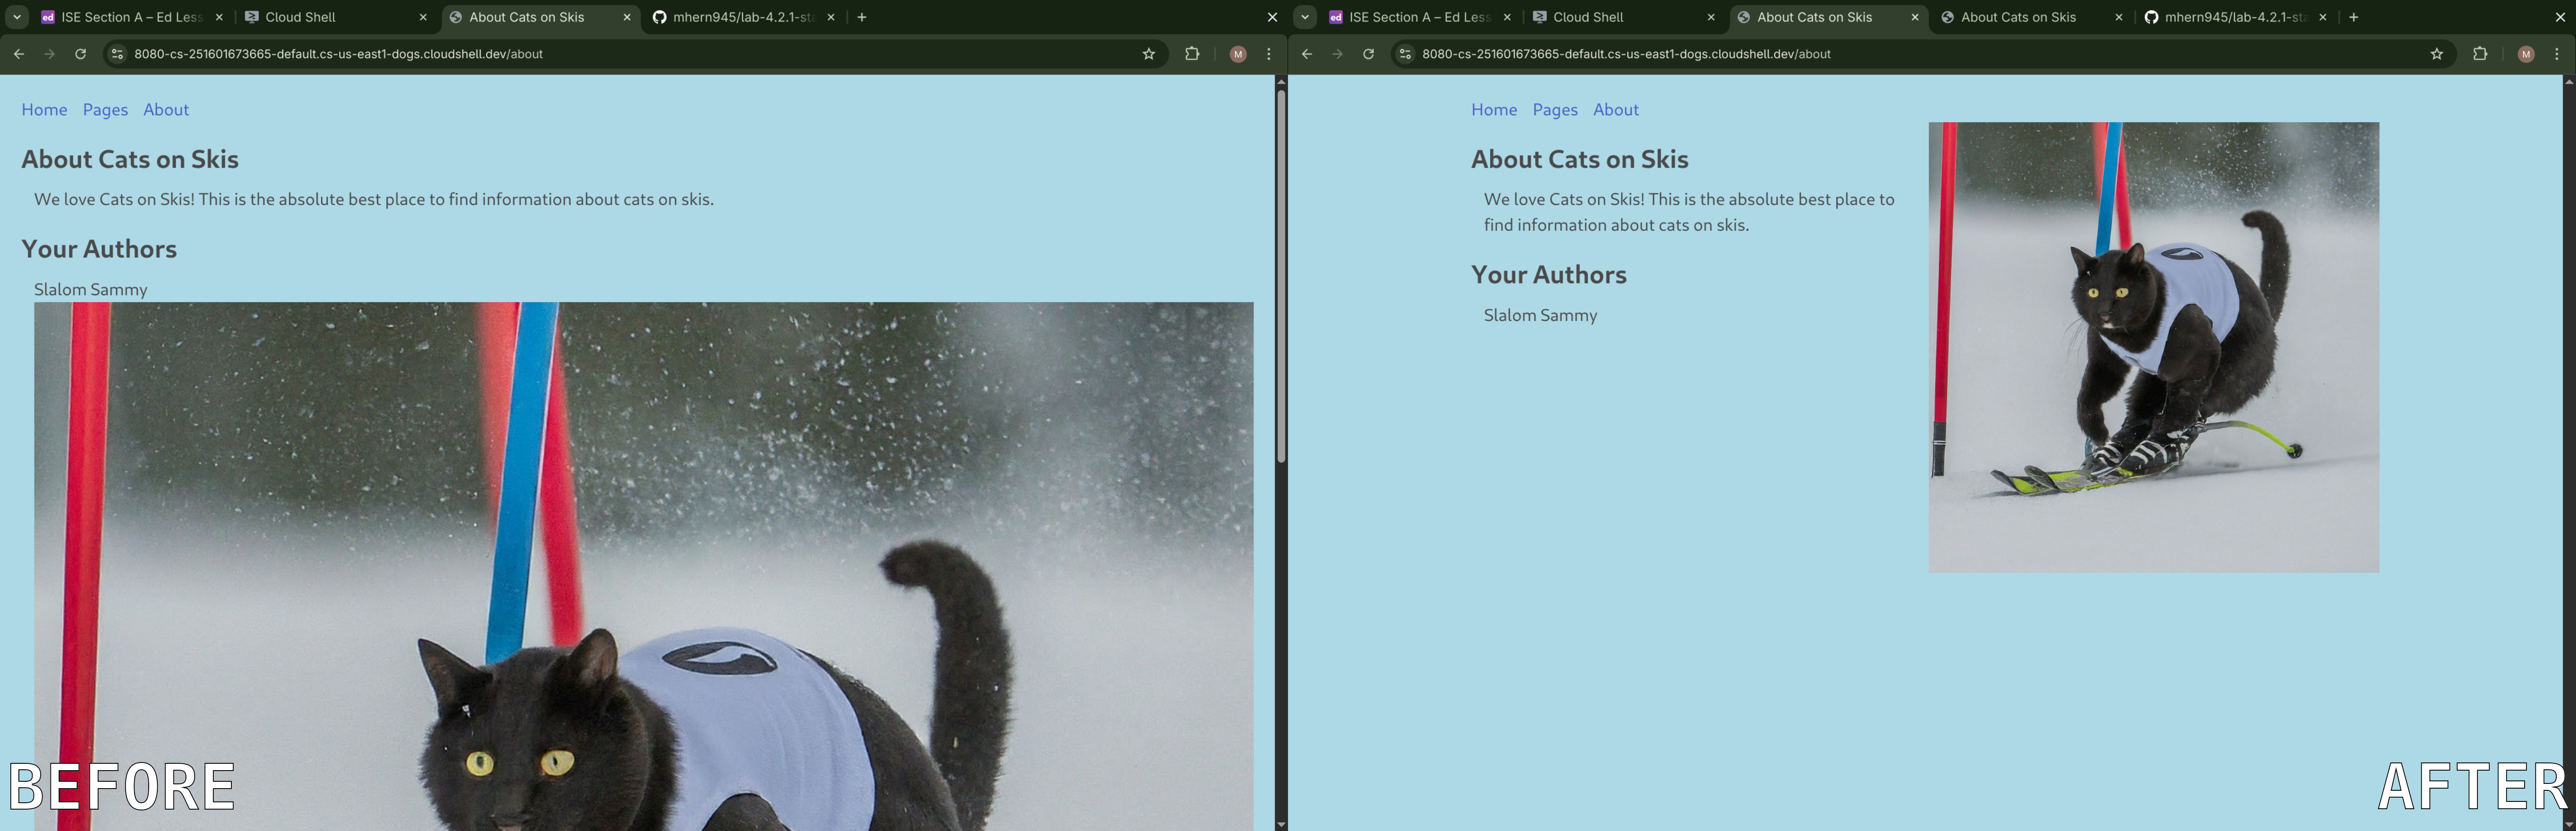 ISE Section A – Ed Less
Cloud Shell
About Cats on Skis
mhern945/lab-4.2.1-sta
8080-cs-251601673665-default.cs-us-east1-dogs.cloudshell.dev/about
M
Home Pages About
About Cats on Skis
We love Cats on Skis! This is the absolute best place to find information about cats on skis.
Your Authors
Slalom Sammy
BEFORE
ISE Section A – Ed Less
Cloud Shell
About Cats on Skis
About Cats on Skis
mhern945/lab-4.2.1-sta
8080-cs-251601673665-default.cs-us-east1-dogs.cloudshell.dev/about
M
Home Pages About
About Cats on Skis
We love Cats on Skis! This is the absolute best place to
find information about cats on skis.
Your Authors
Slalom Sammy
AFTER